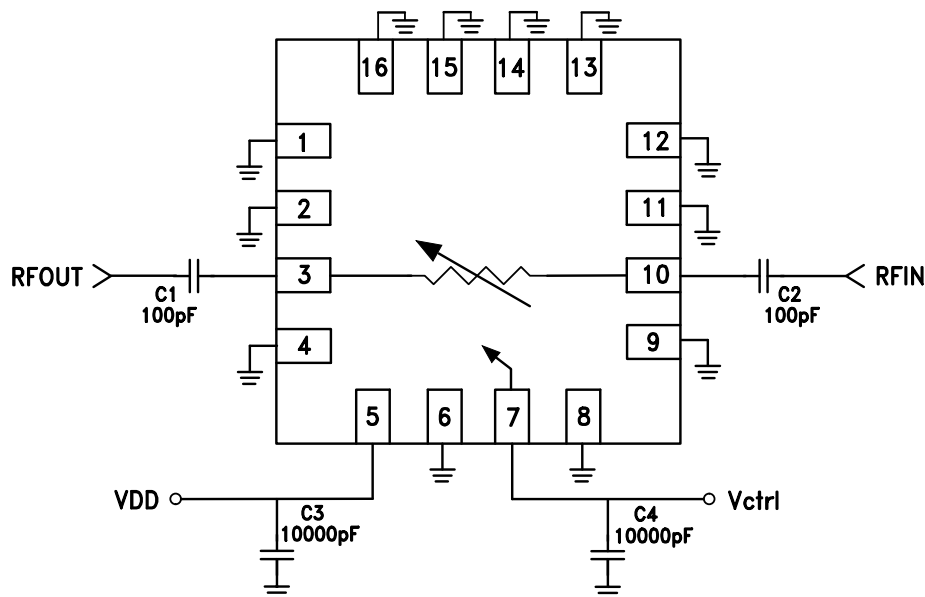 16 15 14 13
1 12
2 11
RFOUT 3 10 RFIN
C1 C2
100pF 100pF
4 9
5 6 7 8
VDD Vctrl
C3 C4
10000pF 10000pF